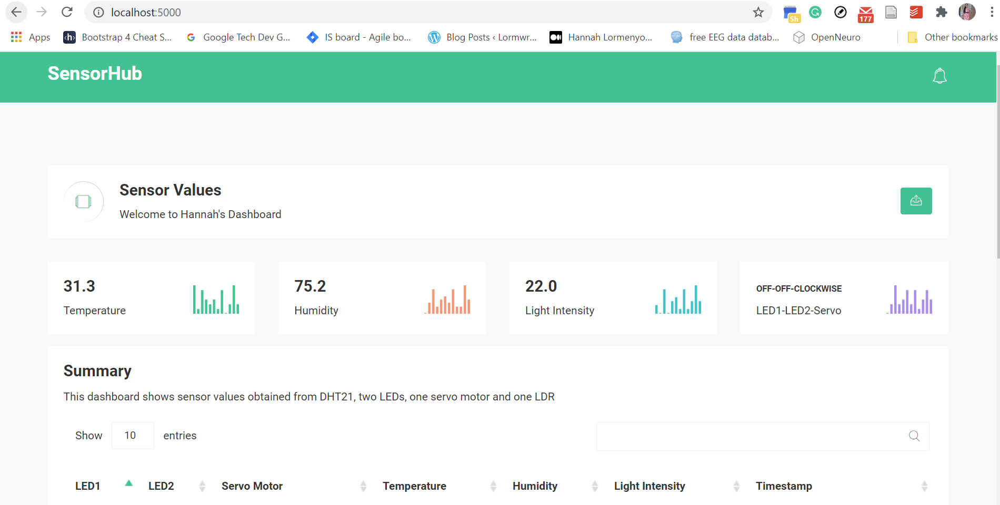 localhost:5000
5h
177
Apps
Bootstrap 4 Cheat S...
Google Tech Dev G...
IS board - Agile bo...
Blog Posts ‹ Lormwr...
Hannah Lormenyo...
free EEG data datab...
OpenNeuro
Other bookmarks
SensorHub
Sensor Values
Welcome to Hannah's Dashboard
31.3
Temperature
75.2
Humidity
22.0
Light Intensity
OFF-OFF-CLOCKWISE
LED1-LED2-Servo
Summary
This dashboard shows sensor values obtained from DHT21, two LEDs, one servo motor and one LDR
Show 10 entries
LED1 LED2 Servo Motor Temperature Humidity Light Intensity Timestamp